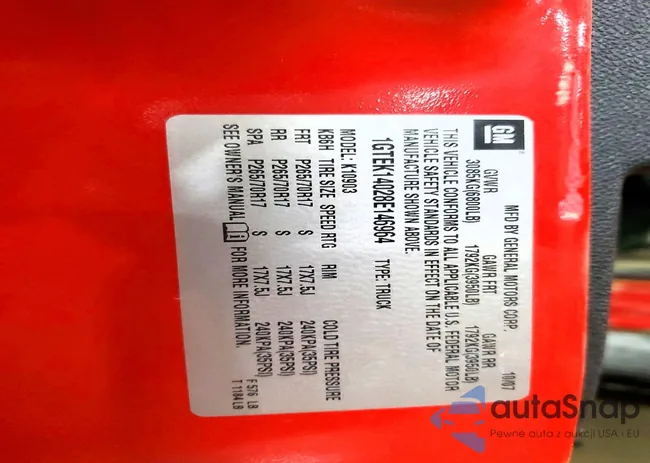 GM
MFD BY GENERAL MOTORS CORP. 10/07
GVWR GAWR FRT GAWR RR
3085KG(6800LB) 1792KG(3950LB) 1792KG(3950LB)
THIS VEHICLE CONFORMS TO ALL APPLICABLE U.S. FEDERAL MOTOR
VEHICLE SAFETY STANDARDS IN EFFECT ON THE DATE OF
MANUFACTURE SHOWN ABOVE.
1GTEK14028E146964 TYPE: TRUCK
MODEL: K10903
KB6H TIRE SIZE SPEED RTG RIM COLD TIRE PRESSURE
FRT P265/70R17 S 17X7.5J 240KPA(35PSI)
RR P265/70R17 S 17X7.5J 240KPA(35PSI)
SPA P265/70R17 S 17X7.5J 240KPA(35PSI)
SEE OWNER'S MANUAL FOR MORE INFORMATION.
F 576 LB
T 1184 LB
autaSnap
Pewne auta z aukcji USA i EU